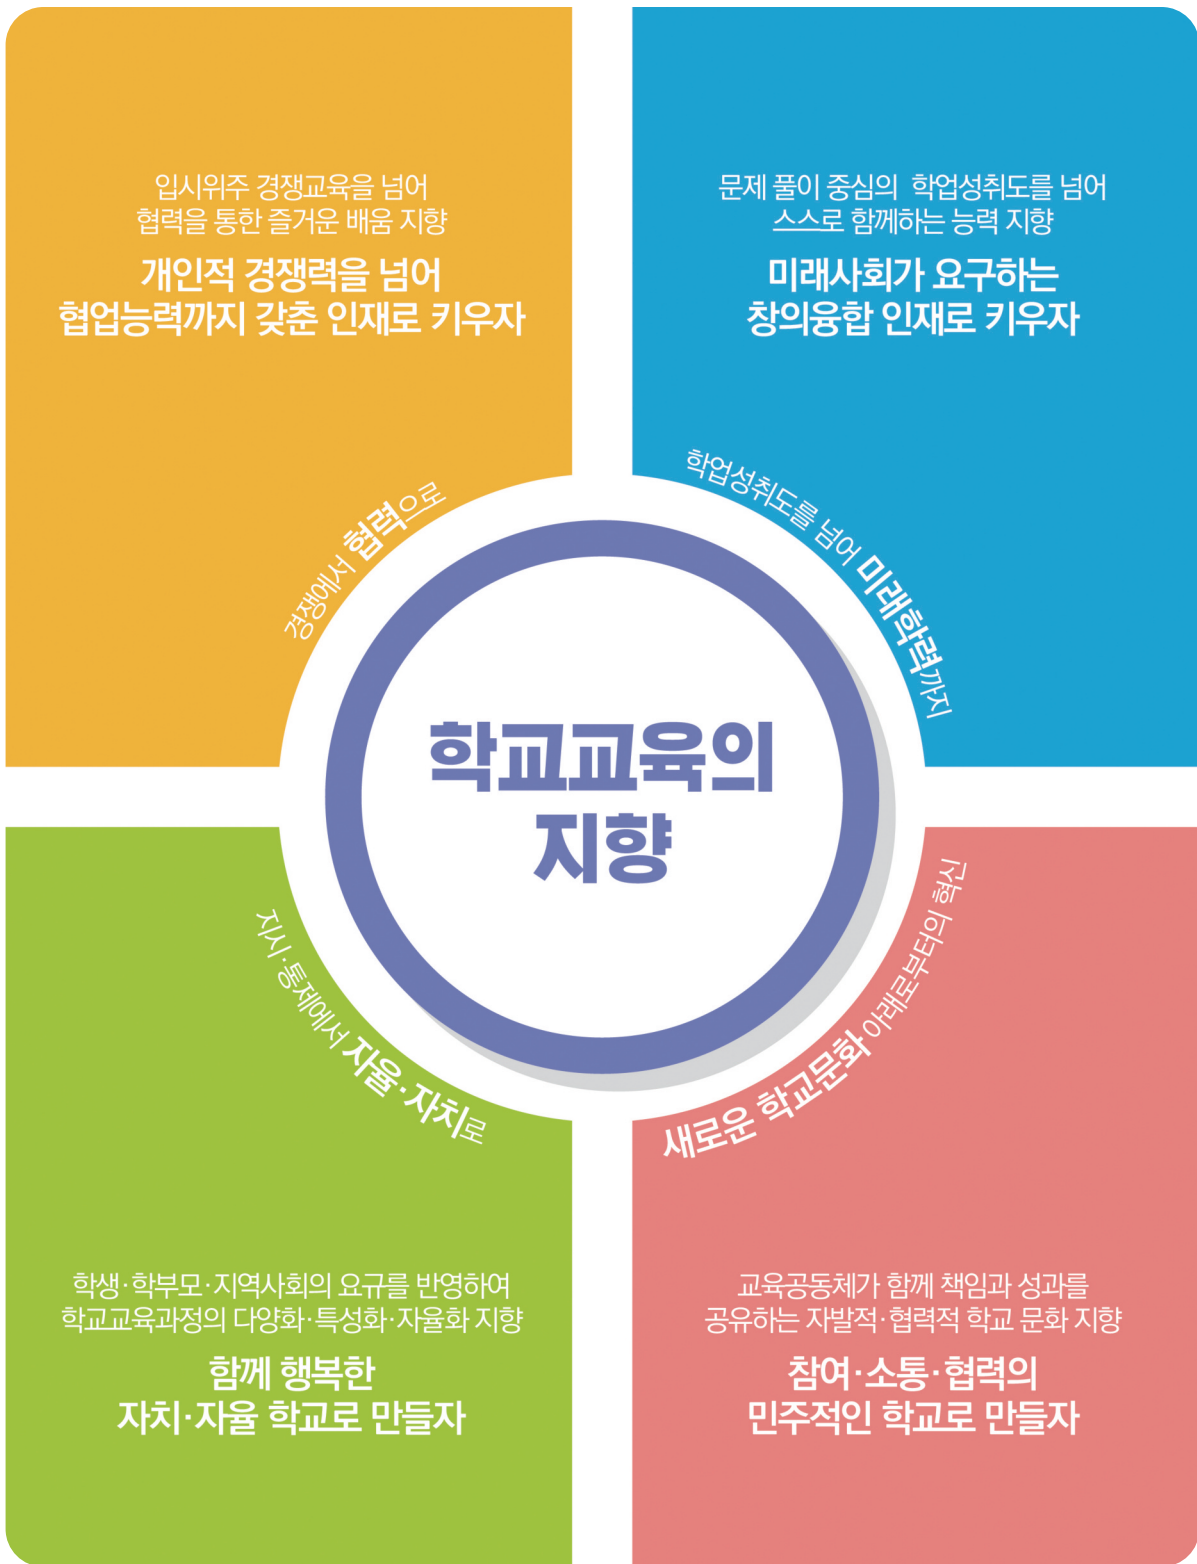 입시위주 경쟁교육을 넘어
협력을 통한 즐거운 배움 지향
개인적 경쟁력을 넘어
협업능력까지 갖춘 인재로 키우자
경쟁에서 협력으로
문제 풀이 중심의 학업성취도를 넘어
스스로 함께하는 능력 지향
미래사회가 요구하는
창의융합 인재로 키우자
학업성취도를 넘어 미래학력까지
학교교육의
지향
지시·통제에서 자율·자치로
학생·학부모·지역사회의 요규를 반영하여
학교교육과정의 다양화·특성화·자율화 지향
함께 행복한
자치·자율 학교로 만들자
새로운 학교문화 아래로부터의 혁신
교육공동체가 함께 책임과 성과를
공유하는 자발적·협력적 학교 문화 지향
참여·소통·협력의
민주적인 학교로 만들자